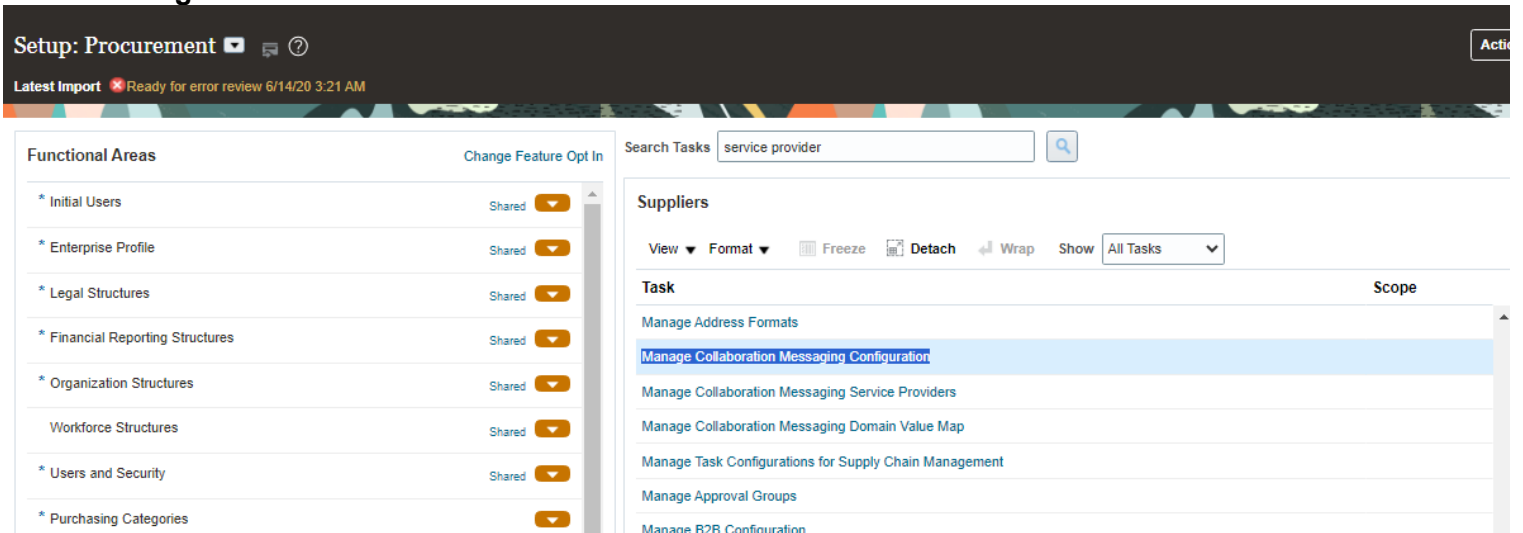 Setup: Procurement
Actio
Latest Import Ready for error review 6/14/20 3:21 AM
Functional Areas
Change Feature Opt In
* Initial Users
Shared
* Enterprise Profile
Shared
* Legal Structures
Shared
* Financial Reporting Structures
Shared
* Organization Structures
Shared
Workforce Structures
Shared
* Users and Security
Shared
* Purchasing Categories
Search Tasks service provider
Suppliers
View Format Freeze Detach Wrap Show All Tasks
Task Scope
Manage Address Formats
Manage Collaboration Messaging Configuration
Manage Collaboration Messaging Service Providers
Manage Collaboration Messaging Domain Value Map
Manage Task Configurations for Supply Chain Management
Manage Approval Groups
Manage B2B Configuration